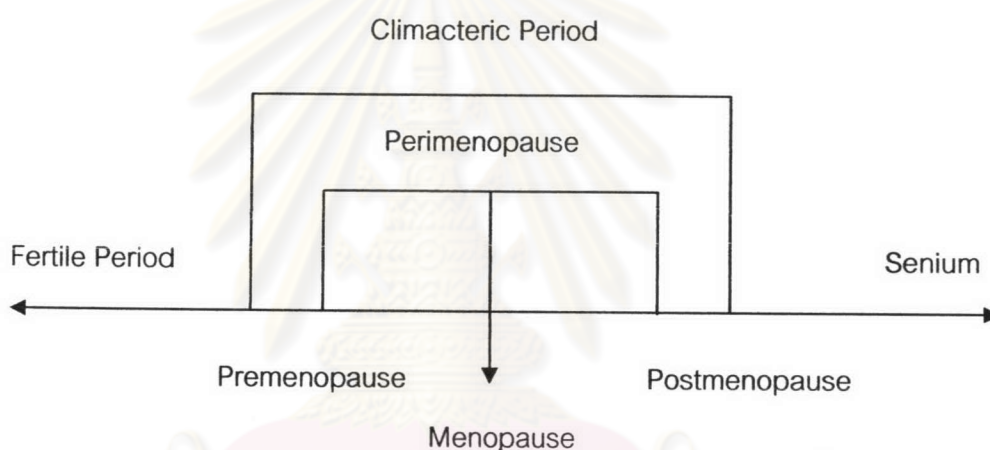 Climacteric Period
Perimenopause
Fertile Period
Senium
Premenopause
Postmenopause
Menopause